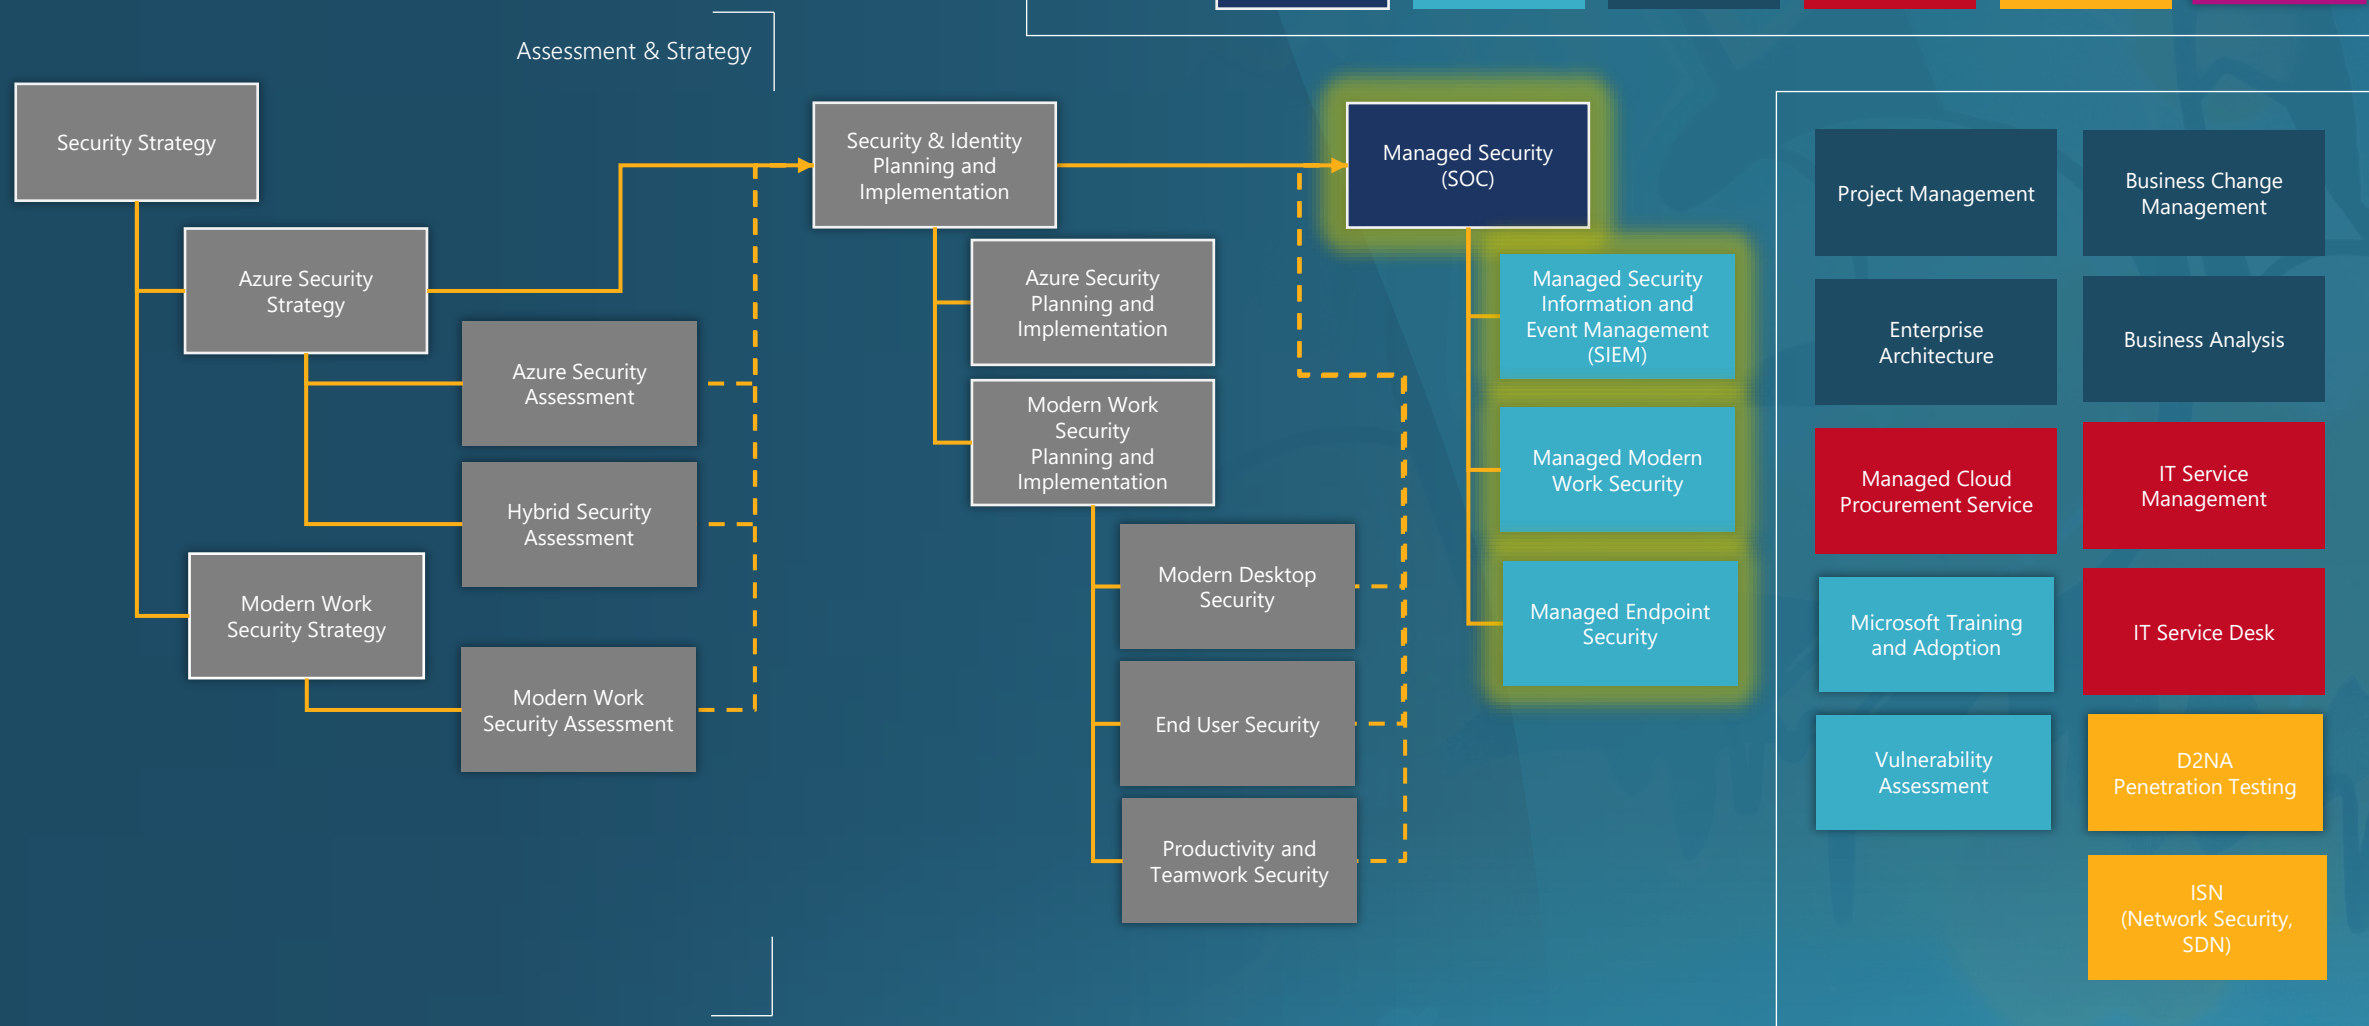 Assessment & Strategy
Security Strategy
Azure Security
Strategy
Azure Security
Assessment
Hybrid Security
Assessment
Modern Work
Security Strategy
Modern Work
Security Assessment
Security & Identity
Planning and
Implementation
Azure Security
Planning and
Implementation
Modern Work
Security
Planning and
Implementation
Modern Desktop
Security
End User Security
Productivity and
Teamwork Security
Managed Security
(SOC)
Managed Security
Information and
Event Management
(SIEM)
Managed Modern
Work Security
Managed Endpoint
Security
Project Management
Business Change
Management
Enterprise
Architecture
Business Analysis
Managed Cloud
Procurement Service
IT Service
Management
Microsoft Training
and Adoption
IT Service Desk
Vulnerability
Assessment
D2NA
Penetration Testing
ISN
(Network Security,
SDN)